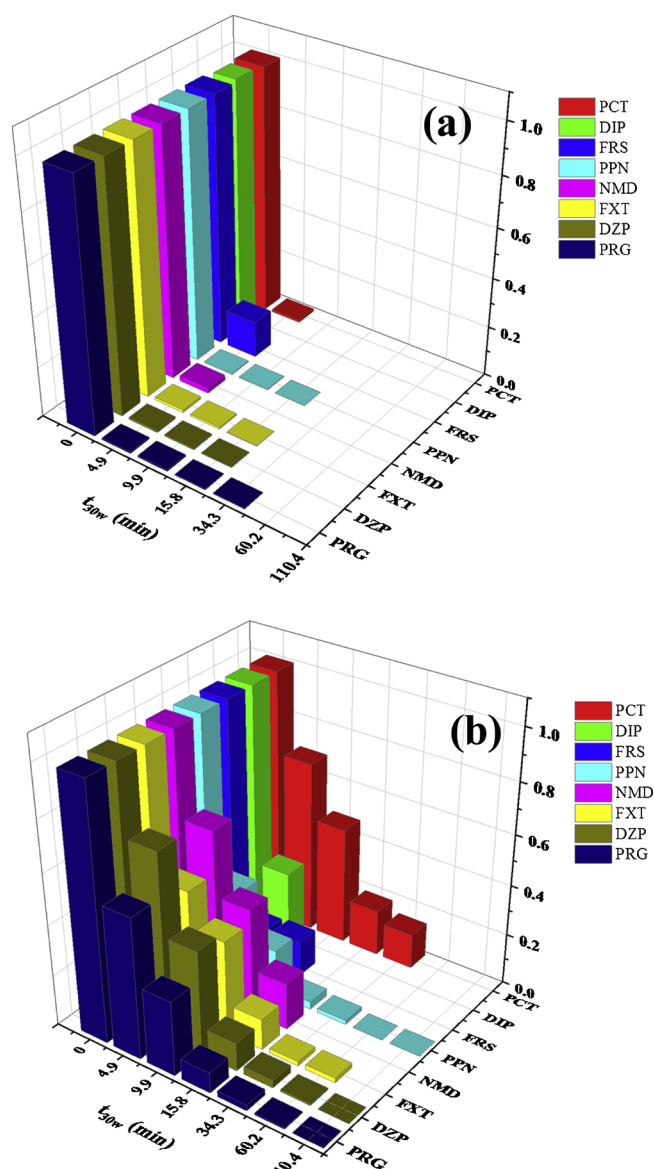 (a)
PCT
DIP
FRS
PPN
NMD
FXT
DZP
PRG
1.0
0.8
0.6
0.4
0.2
0.0
PCT
DIP
FRS
PPN
NMD
FXT
DZP
PRG
0
4.9
9.9
15.8
34.3
60.2
110.4
t30w (min)
(b)
PCT
DIP
FRS
PPN
NMD
FXT
DZP
PRG
1.0
0.8
0.6
0.4
0.2
0.0
PCT
DIP
FRS
PPN
NMD
FXT
DZP
PRG
0
4.9
9.9
15.8
34.3
60.2
10.4
t30w (min)